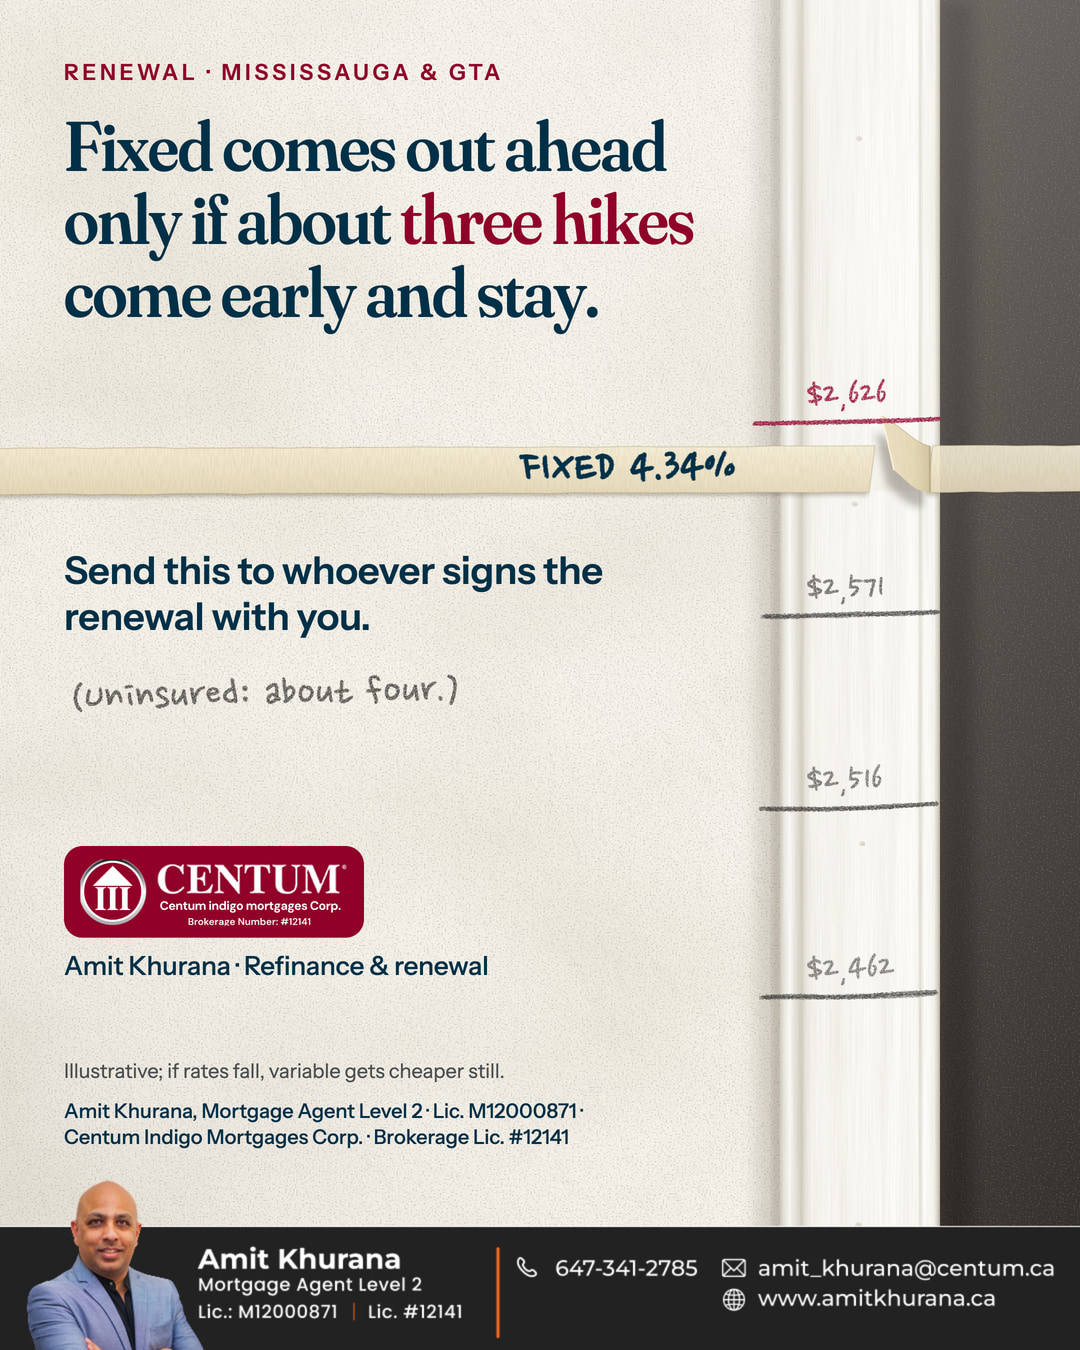 RENEWAL · MISSISSAUGA & GTA
Fixed comes out ahead
only if about three hikes
come early and stay.
$2,626
FIXED 4.34%
Send this to whoever signs the
renewal with you.
$2,571
(uninsured: about four.)
$2,516
CENTUM®
Centum indigo mortgages Corp.
Brokerage Number: #12141
Amit Khurana · Refinance & renewal
$2,462
Illustrative; if rates fall, variable gets cheaper still.
Amit Khurana, Mortgage Agent Level 2 · Lic. M12000871 ·
Centum Indigo Mortgages Corp. · Brokerage Lic. #12141
Amit Khurana
Mortgage Agent Level 2
Lic.: M12000871 | Lic. #12141
647-341-2785
amit_khurana@centum.ca
www.amitkhurana.ca